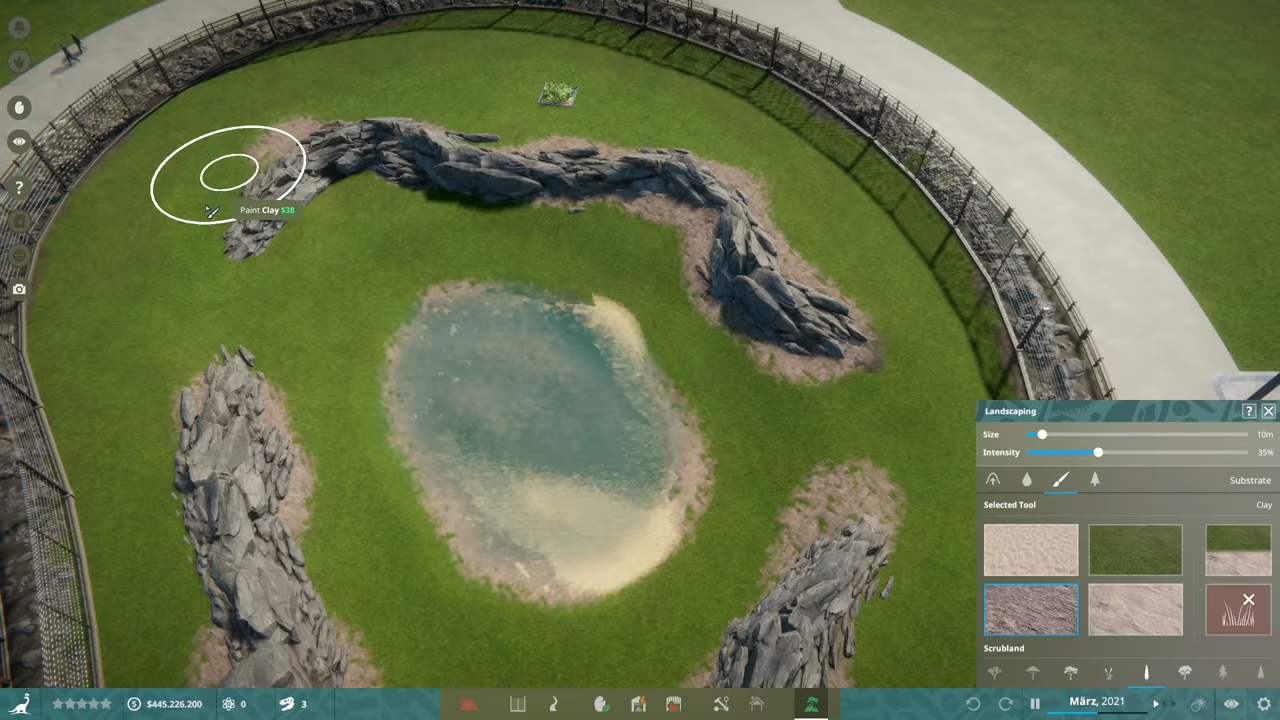 Paint Clay $38
Landscaping
?
Size 10m
Intensity 35%
Substrate
Selected Tool Clay
Scrubland
?
$445.226.200
0
3
März, 2021